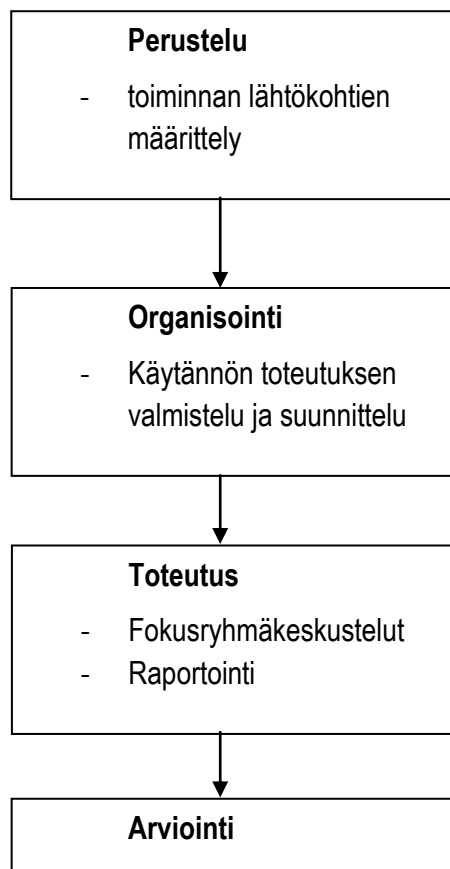 Perustelu
- toiminnan lähtökohtien
määrittely
Organisointi
- Käytännön toteutuksen
valmistelu ja suunnittelu
Toteutus
- Fokusryhmäkeskustelut
- Raportointi
Arviointi